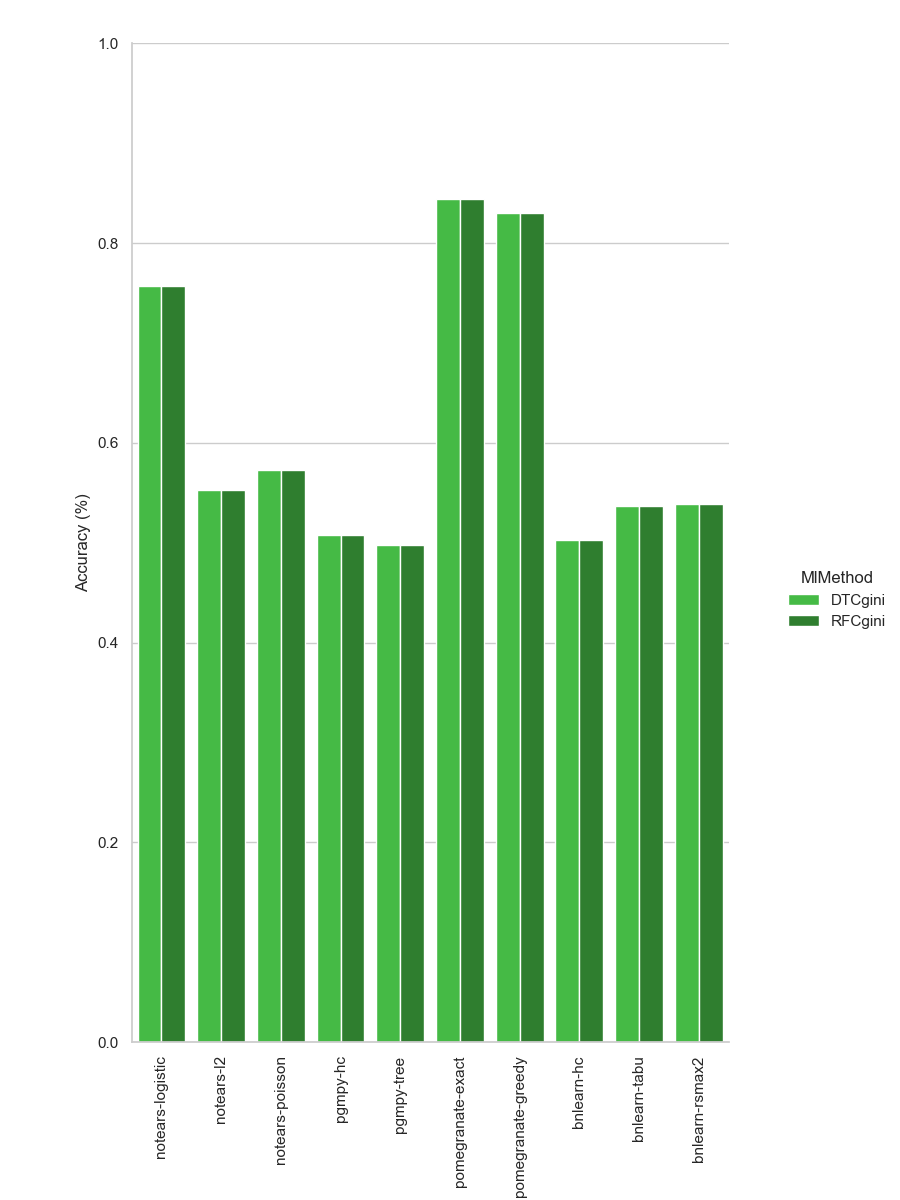 1.0
0.8
0.6
0.4
0.2
0.0
Accuracy (%)
notears-logistic
notears-l2
notears-poisson
pgmpy-hc
pgmpy-tree
pomegranate-exact
pomegranate-greedy
bnlearn-hc
bnlearn-tabu
bnlearn-rsmax2
MlMethod
DTCgini
RFCgini